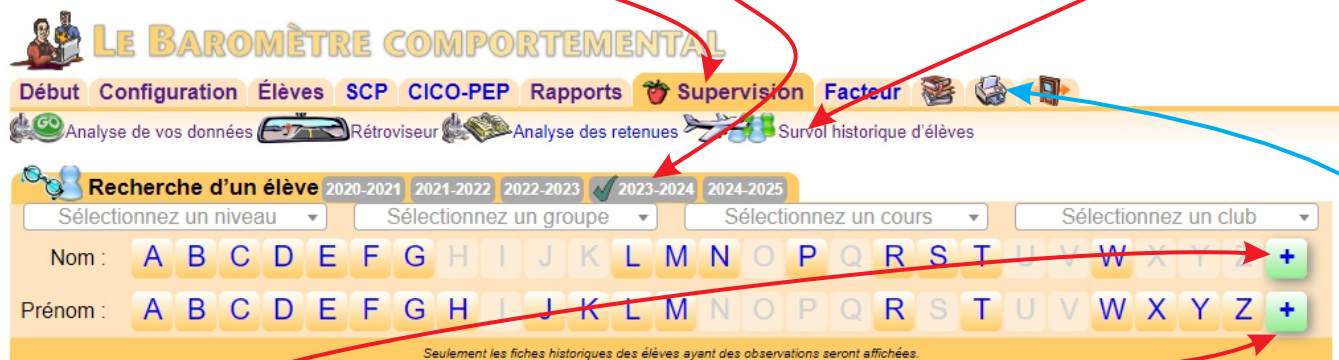 LE BAROMÈTRE COMPORTEMENTAL
Début Configuration Élèves SCP CICO-PEP Rapports Supervision Facteur
GO Analyse de vos données Rétroviseur Analyse des retenues Survol historique d'élèves
Recherche d'un élève 2020-2021 2021-2022 2022-2023 2023-2024 2024-2025
Sélectionnez un niveau Sélectionnez un groupe Sélectionnez un cours Sélectionnez un club
Nom : A B C D E F G H I J K L M N O P Q R S T U V W X Y Z +
Prénom : A B C D E F G H I J K L M N O P Q R S T U V W X Y Z +
Seulement les fiches historiques des élèves ayant des observations seront affichées.